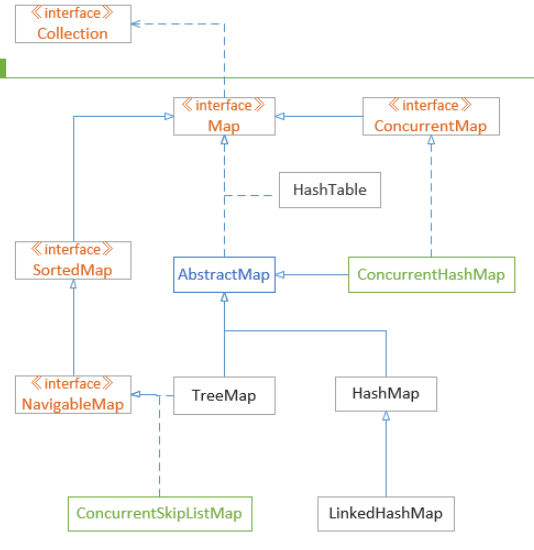 《interface》
Collection
《interface》
Map
《interface》
ConcurrentMap
HashTable
《interface》
SortedMap
AbstractMap
ConcurrentHashMap
《interface》
NavigableMap
TreeMap
HashMap
ConcurrentSkipListMap
LinkedHashMap